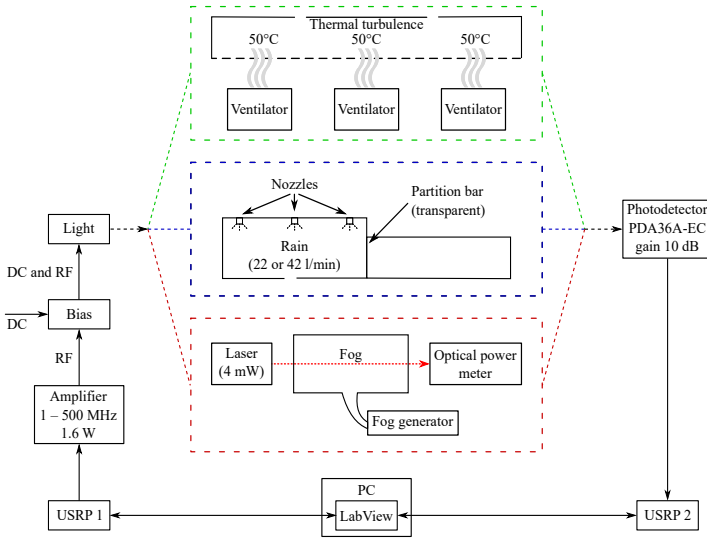 Thermal turbulence
50°C 50°C 50°C
Ventilator Ventilator Ventilator
Nozzles
Partition bar
(transparent)
Rain
(22 or 42 l/min)
Light
Photodetector
PDA36A-EC
gain 10 dB
DC and RF
Bias
DC
RF
Laser
(4 mW)
Fog
Optical power
meter
Fog generator
Amplifier
1 – 500 MHz
1.6 W
PC
LabView
USRP 1
USRP 2